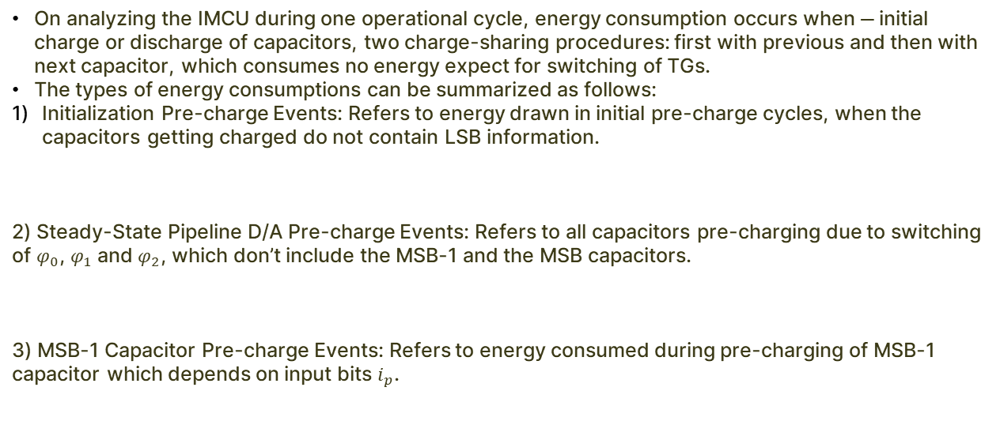 • On analyzing the IMCU during one operational cycle, energy consumption occurs when – initial
charge or discharge of capacitors, two charge-sharing procedures: first with previous and then with
next capacitor, which consumes no energy expect for switching of TGs.
• The types of energy consumptions can be summarized as follows:
1) Initialization Pre-charge Events: Refers to energy drawn in initial pre-charge cycles, when the
capacitors getting charged do not contain LSB information.
2) Steady-State Pipeline D/A Pre-charge Events: Refers to all capacitors pre-charging due to switching
of 𝜑₀, 𝜑₁ and 𝜑₂, which don’t include the MSB-1 and the MSB capacitors.
3) MSB-1 Capacitor Pre-charge Events: Refers to energy consumed during pre-charging of MSB-1
capacitor which depends on input bits 𝑖ₚ.